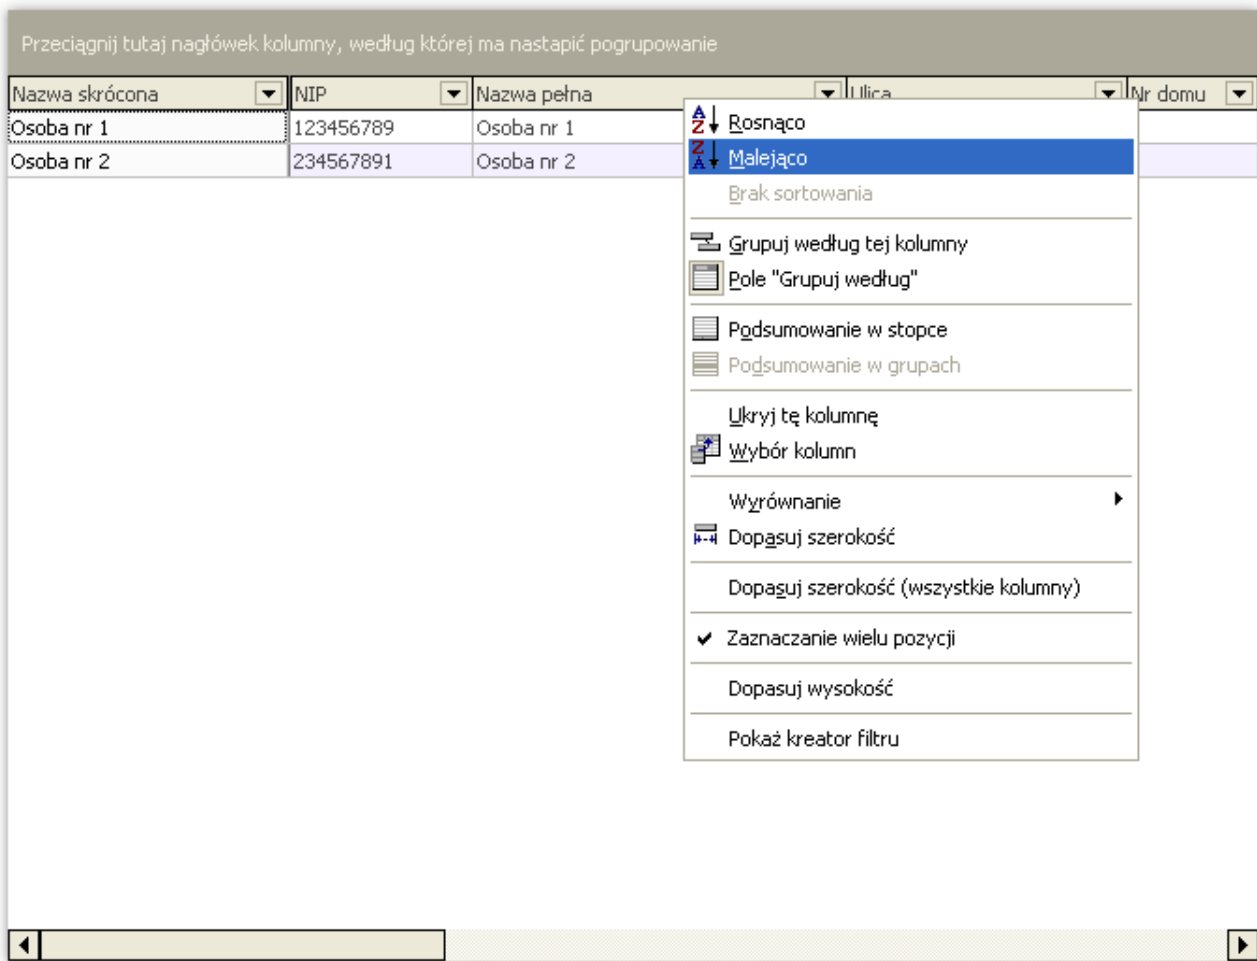 Przeciągnij tutaj nagłówek kolumny, według której ma nastapić pogrupowanie
Nazwa skrócona NIP Nazwa pełna Ulica Nr domu
Osoba nr 1 123456789 Osoba nr 1
Osoba nr 2 234567891 Osoba nr 2
Rosnąco
Malejąco
Brak sortowania
Grupuj według tej kolumny
Pole "Grupuj według"
Podsumowanie w stopce
Podsumowanie w grupach
Ukryj tę kolumnę
Wybór kolumn
Wyrównanie
Dopasuj szerokość
Dopasuj szerokość (wszystkie kolumny)
Zaznaczanie wielu pozycji
Dopasuj wysokość
Pokaż kreator filtru